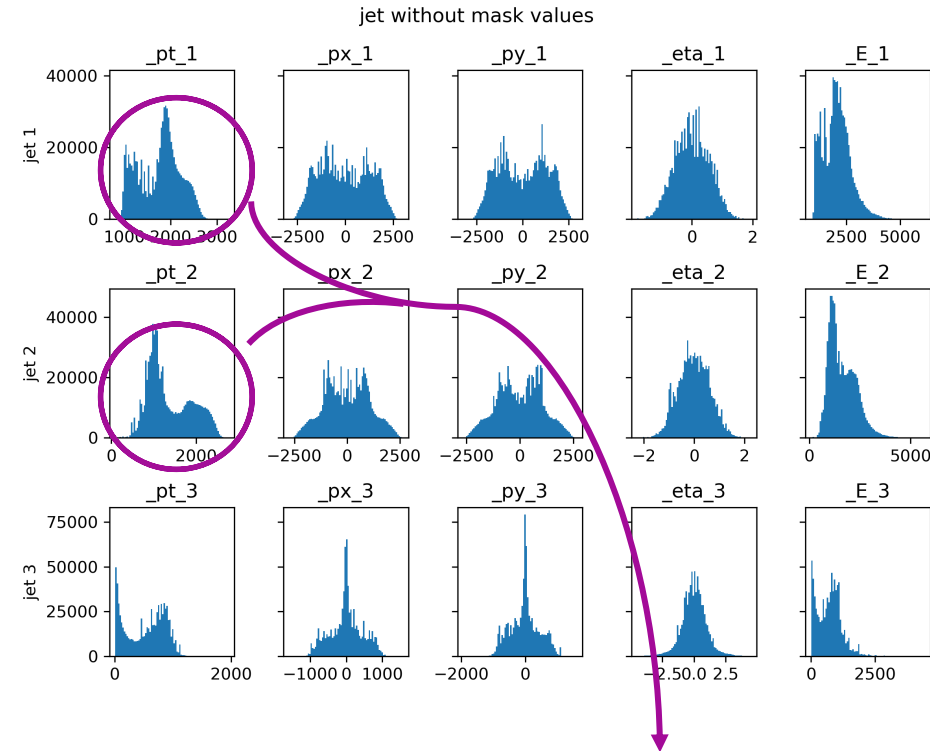 jet without mask values
_pt_1 _px_1 _py_1 _eta_1 _E_1
40000
20000
0
jet 1
1000 2000 3000 −2500 0 2500 −2500 0 2500 0 2 2500 5000
_pt_2 _px_2 _py_2 _eta_2 _E_2
40000
20000
0
jet 2
0 2000 −2500 0 2500 −2500 0 2500 −2 0 2 0 5000
_pt_3 _px_3 _py_3 _eta_3 _E_3
75000
50000
25000
0
jet 3
0 2000 −1000 0 1000 −2000 0 −2.5 0.0 2.5 0 2500